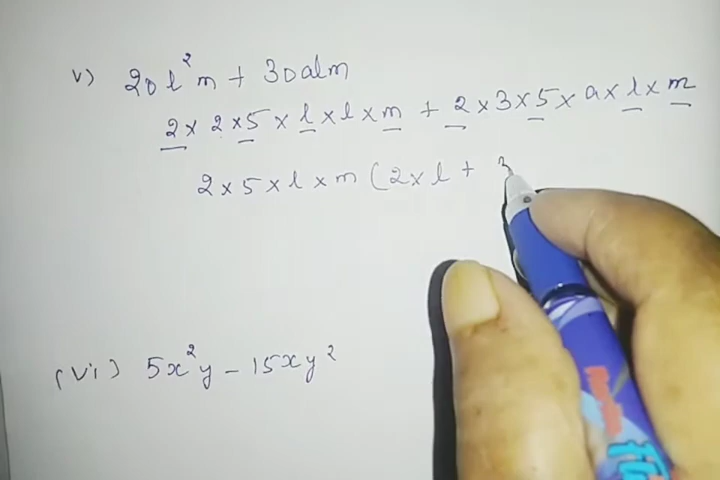 v) 20l²m + 30alm
2 × 2 × 5 × l × l × m + 2 × 3 × 5 × a × l × m
2 × 5 × l × m (2 × l + 3
(vi) 5x²y - 15xy²